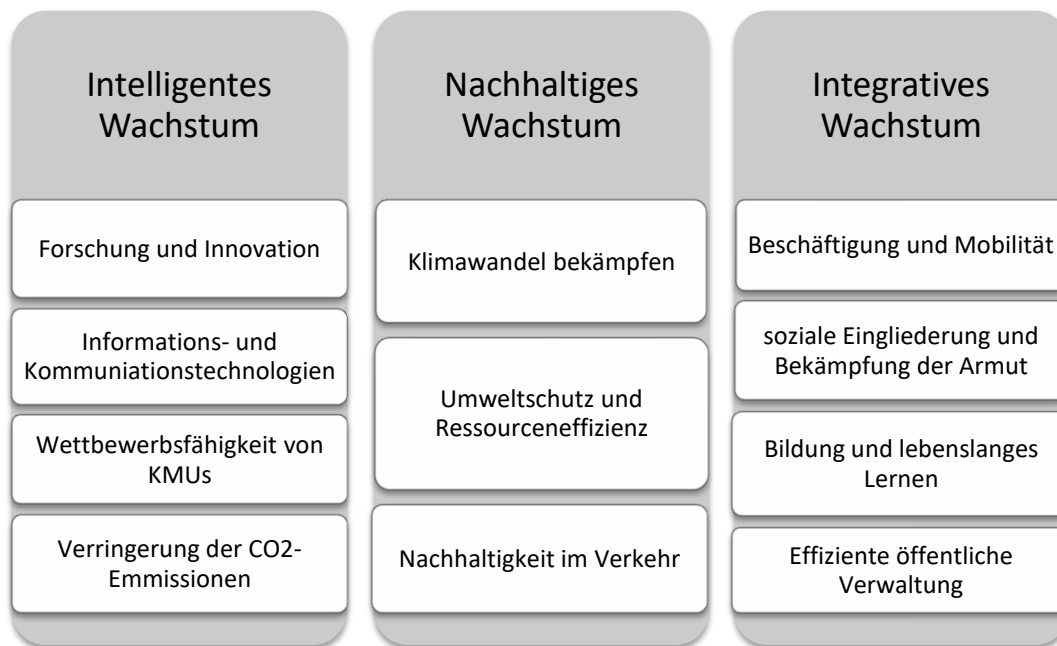 Intelligentes
Wachstum
Forschung und Innovation
Informations- und
Kommuniationstechnologien
Wettbewerbsfähigkeit von
KMUs
Verringerung der CO2-
Emmissionen
Nachhaltiges
Wachstum
Klimawandel bekämpfen
Umweltschutz und
Ressourceneffizienz
Nachhaltigkeit im Verkehr
Integratives
Wachstum
Beschäftigung und Mobilität
soziale Eingliederung und
Bekämpfung der Armut
Bildung und lebenslanges
Lernen
Effiziente öffentliche
Verwaltung